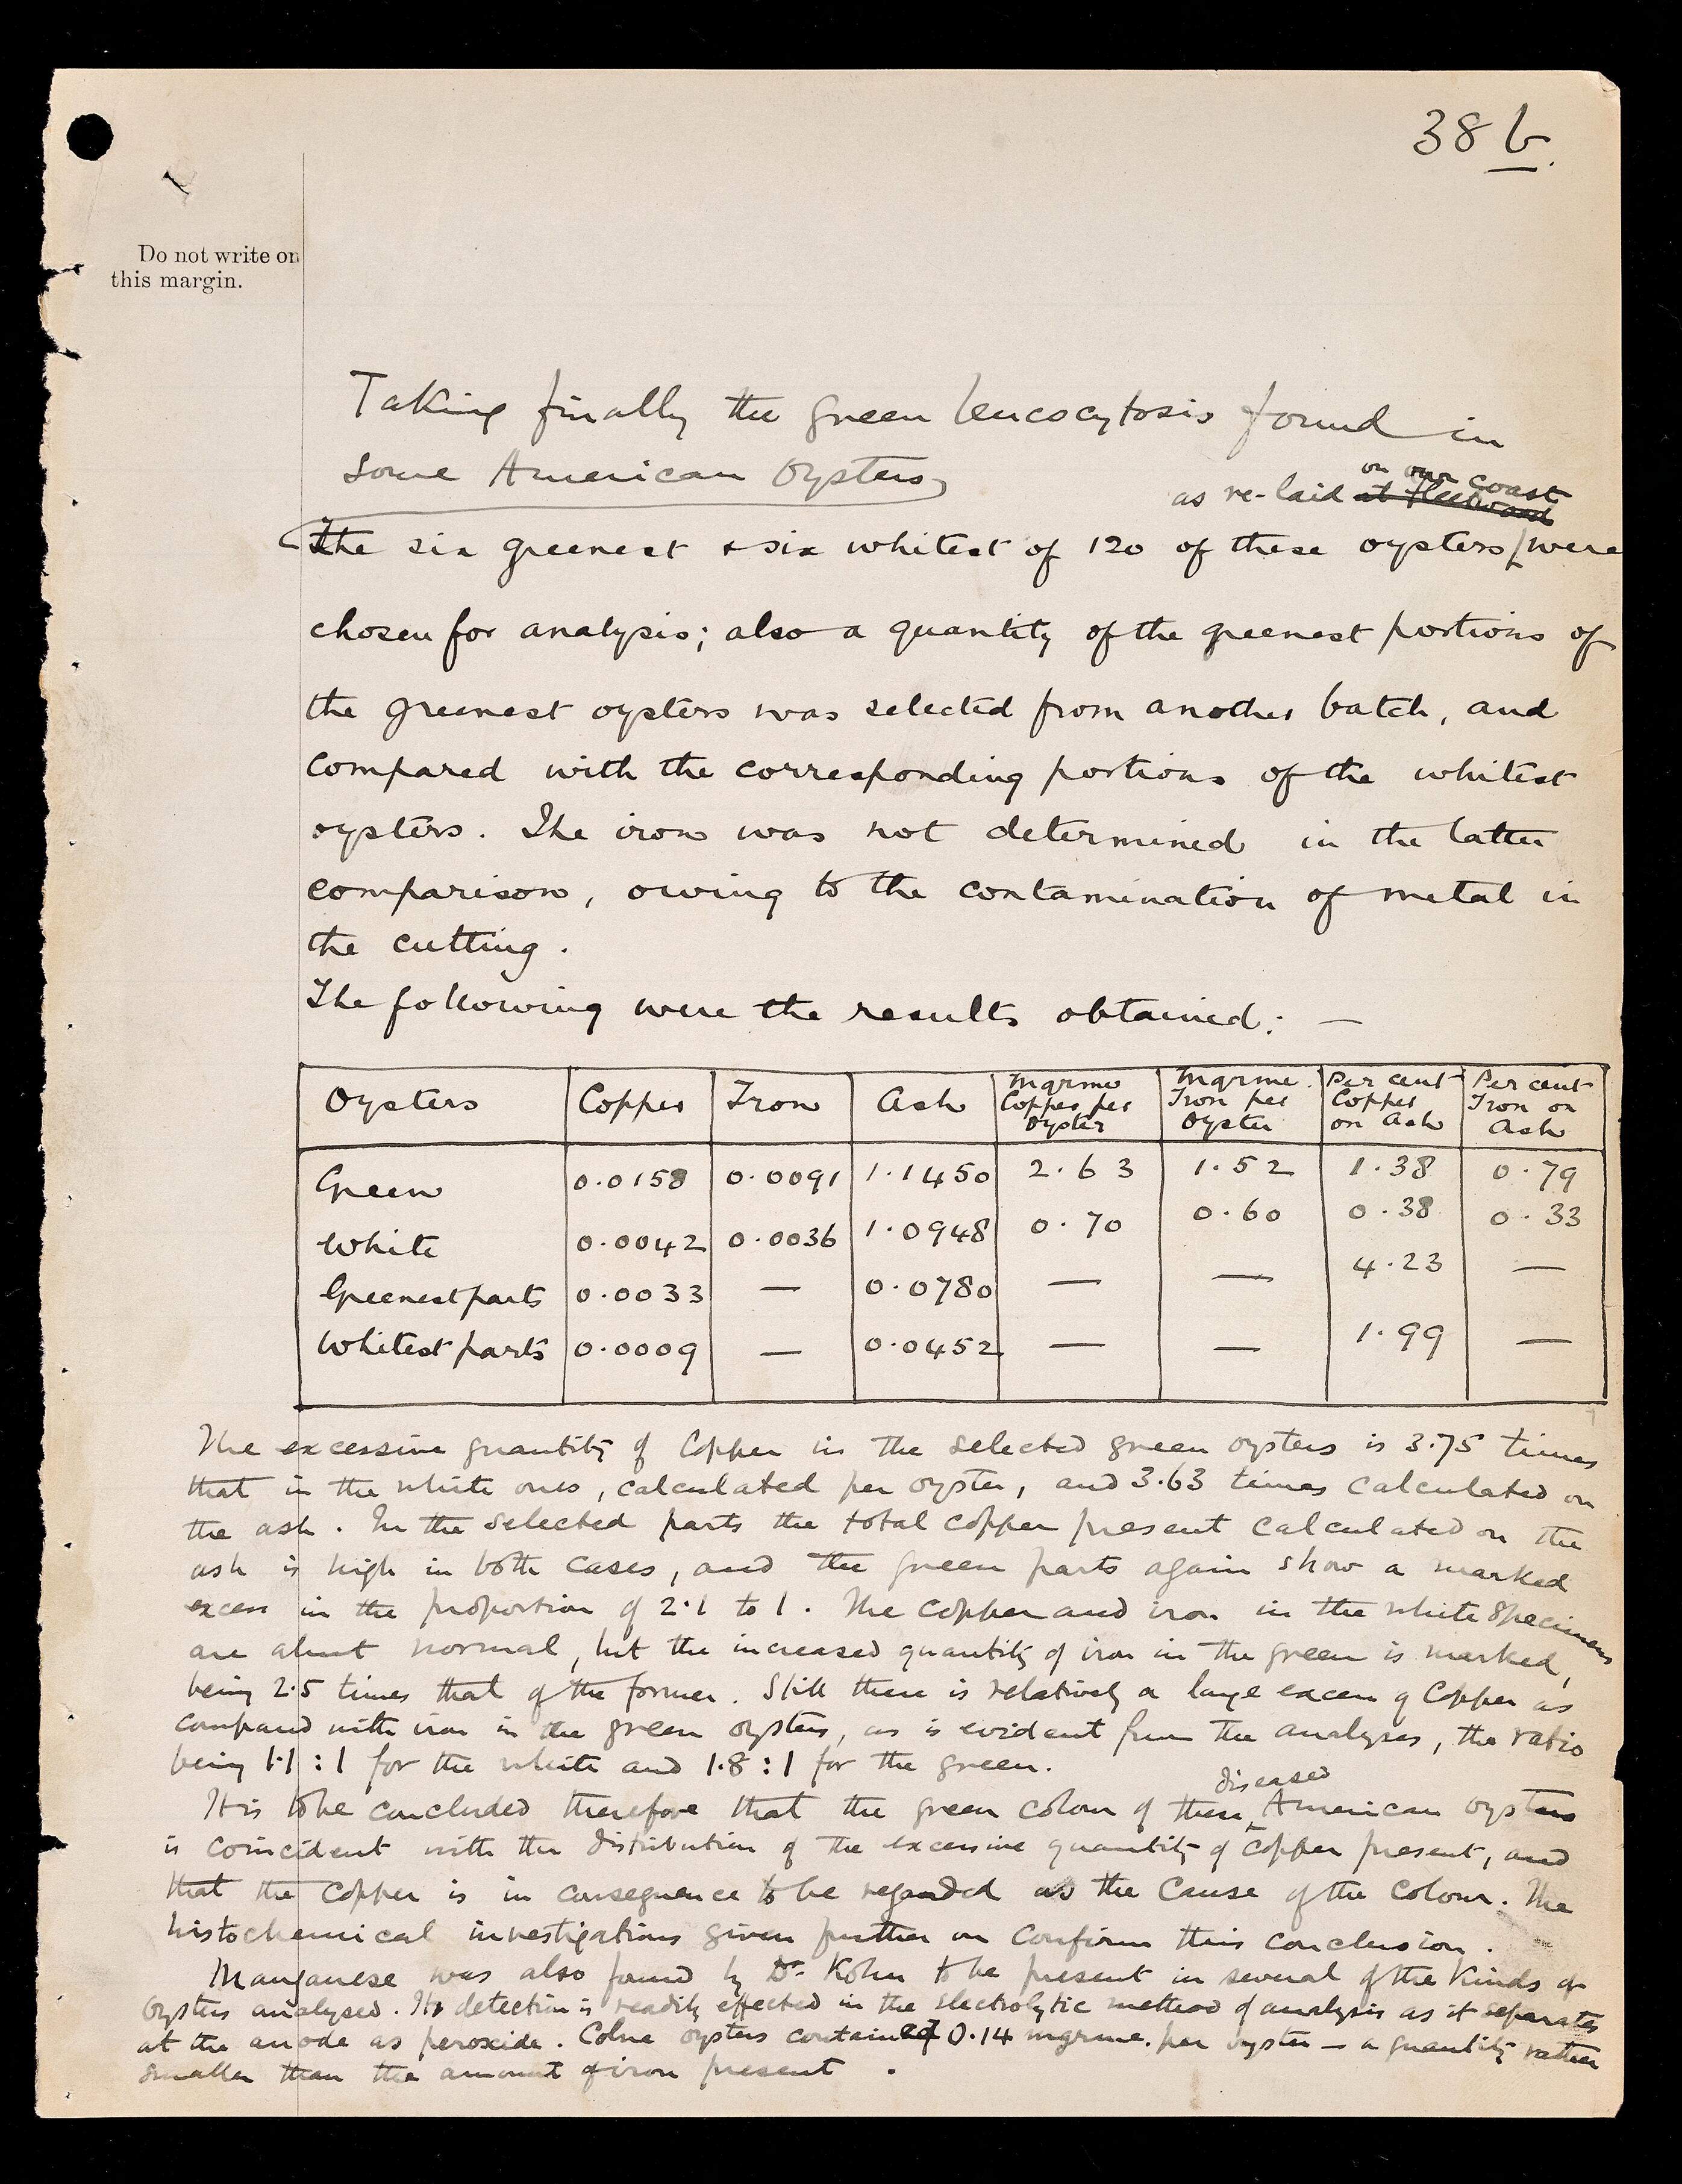 38 b.
Do not write on
this margin.
Taking finally the green leucocytosis found in
some American Oysters,
on our coast
as re-laid at Fleetwood
The six greenest & six whitest of 120 of these oysters were
chosen for analysis; also a quantity of the greenest portions of
the greenest oysters was selected from another batch, and
compared with the corresponding portions of the whitest
oysters. The iron was not determined in the latter
comparison, owing to the contamination of metal in
the cutting.
The following were the results obtained: —
Oysters Copper Iron Ash Mgrme Copper per Oyster Mgrme. Iron per Oyster Per cent Copper on Ash Per cent Iron on Ash
Green 0.0158 0.0091 1.1450 2.63 1.52 1.38 0.79
White 0.0042 0.0036 1.0948 0.70 0.60 0.38 0.33
Greenest parts 0.0033 — 0.0780 — — 4.23 —
Whitest parts 0.0009 — 0.0452 — — 1.99 —
The excessive quantity of Copper in the selected green oysters is 3.75 times
that in the white ones, calculated per oyster, and 3.63 times calculated on
the ash. In the selected parts the total copper present calculated on the
ash is high in both cases, and the green parts again show a marked
excess in the proportion of 2.1 to 1. The copper and iron in the white specimens
are about normal, but the increased quantity of iron in the green is marked,
being 2.5 times that of the former. Still there is relatively a large excess of Copper as
compared with iron in the green oysters, as is evident from the analyses, the ratio
being 1.1 : 1 for the white and 1.8 : 1 for the green.
diseased
It is to be concluded therefore that the green colour of these American oysters
is coincident with the distribution of the excessive quantity of copper present, and
that the copper is in consequence to be regarded as the cause of the colour. The
histochemical investigations given further on confirm this conclusion.
Manganese was also found by Dr. Kohn to be present in several of the kinds of
oysters analysed. Its detection is readily effected in the electrolytic method of analysis as it separates
at the anode as peroxide. Colne oysters contained 0.14 mgrme. per oyster — a quantity rather
smaller than the amount of iron present.